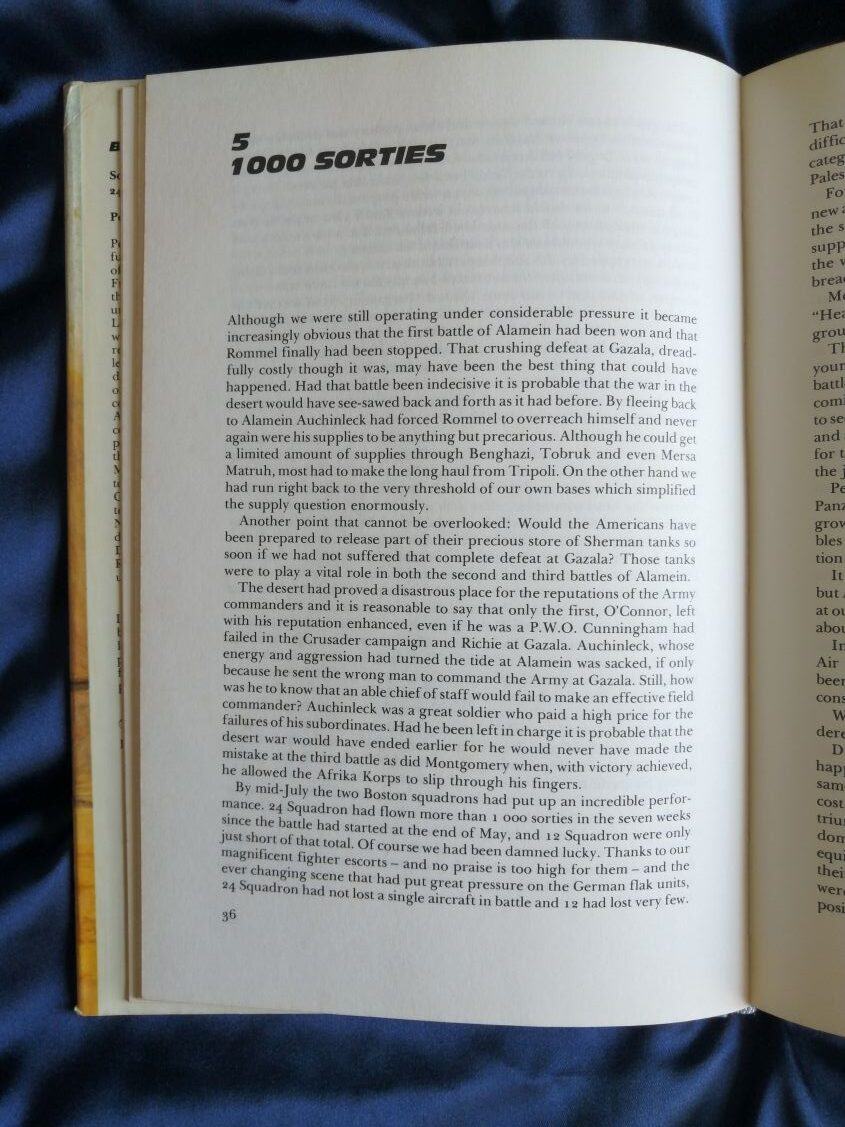 5
1000 SORTIES
Although we were still operating under considerable pressure it became
increasingly obvious that the first battle of Alamein had been won and that
Rommel finally had been stopped. That crushing defeat at Gazala, dread-
fully costly though it was, may have been the best thing that could have
happened. Had that battle been indecisive it is probable that the war in the
desert would have see-sawed back and forth as it had before. By fleeing back
to Alamein Auchinleck had forced Rommel to overreach himself and never
again were his supplies to be anything but precarious. Although he could get
a limited amount of supplies through Benghazi, Tobruk and even Mersa
Matruh, most had to make the long haul from Tripoli. On the other hand we
had run right back to the very threshold of our own bases which simplified
the supply question enormously.
Another point that cannot be overlooked: Would the Americans have
been prepared to release part of their precious store of Sherman tanks so
soon if we had not suffered that complete defeat at Gazala? Those tanks
were to play a vital role in both the second and third battles of Alamein.
The desert had proved a disastrous place for the reputations of the Army
commanders and it is reasonable to say that only the first, O'Connor, left
with his reputation enhanced, even if he was a P.W.O. Cunningham had
failed in the Crusader campaign and Richie at Gazala. Auchinleck, whose
energy and aggression had turned the tide at Alamein was sacked, if only
because he sent the wrong man to command the Army at Gazala. Still, how
was he to know that an able chief of staff would fail to make an effective field
commander? Auchinleck was a great soldier who paid a high price for the
failures of his subordinates. Had he been left in charge it is probable that the
desert war would have ended earlier for he would never have made the
mistake at the third battle as did Montgomery when, with victory achieved,
he allowed the Afrika Korps to slip through his fingers.
By mid-July the two Boston squadrons had put up an incredible perfor-
mance. 24 Squadron had flown more than 1 000 sorties in the seven weeks
since the battle had started at the end of May, and 12 Squadron were only
just short of that total. Of course we had been damned lucky. Thanks to our
magnificent fighter escorts – and no praise is too high for them – and the
ever changing scene that had put great pressure on the German flak units,
24 Squadron had not lost a single aircraft in battle and 12 had lost very few.
36
That